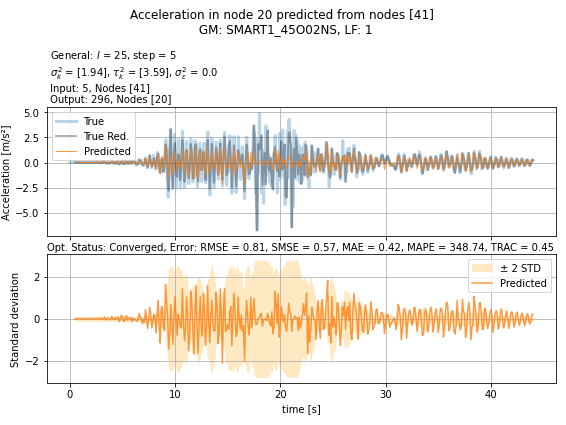 Acceleration in node 20 predicted from nodes [41]
GM: SMART1_45O02NS, LF: 1
General: l = 25, step = 5
σ²ₖ = [1.94], τ²ₖ = [3.59], σ²ₑ = 0.0
Input: 5, Nodes [41]
Output: 296, Nodes [20]
True
True Red.
Predicted
Acceleration [m/s²]
5.0
2.5
0.0
−2.5
−5.0
Opt. Status: Converged, Error: RMSE = 0.81, SMSE = 0.57, MAE = 0.42, MAPE = 348.74, TRAC = 0.45
± 2 STD
Predicted
Standard deviation
2
0
−2
0 10 20 30 40
time [s]